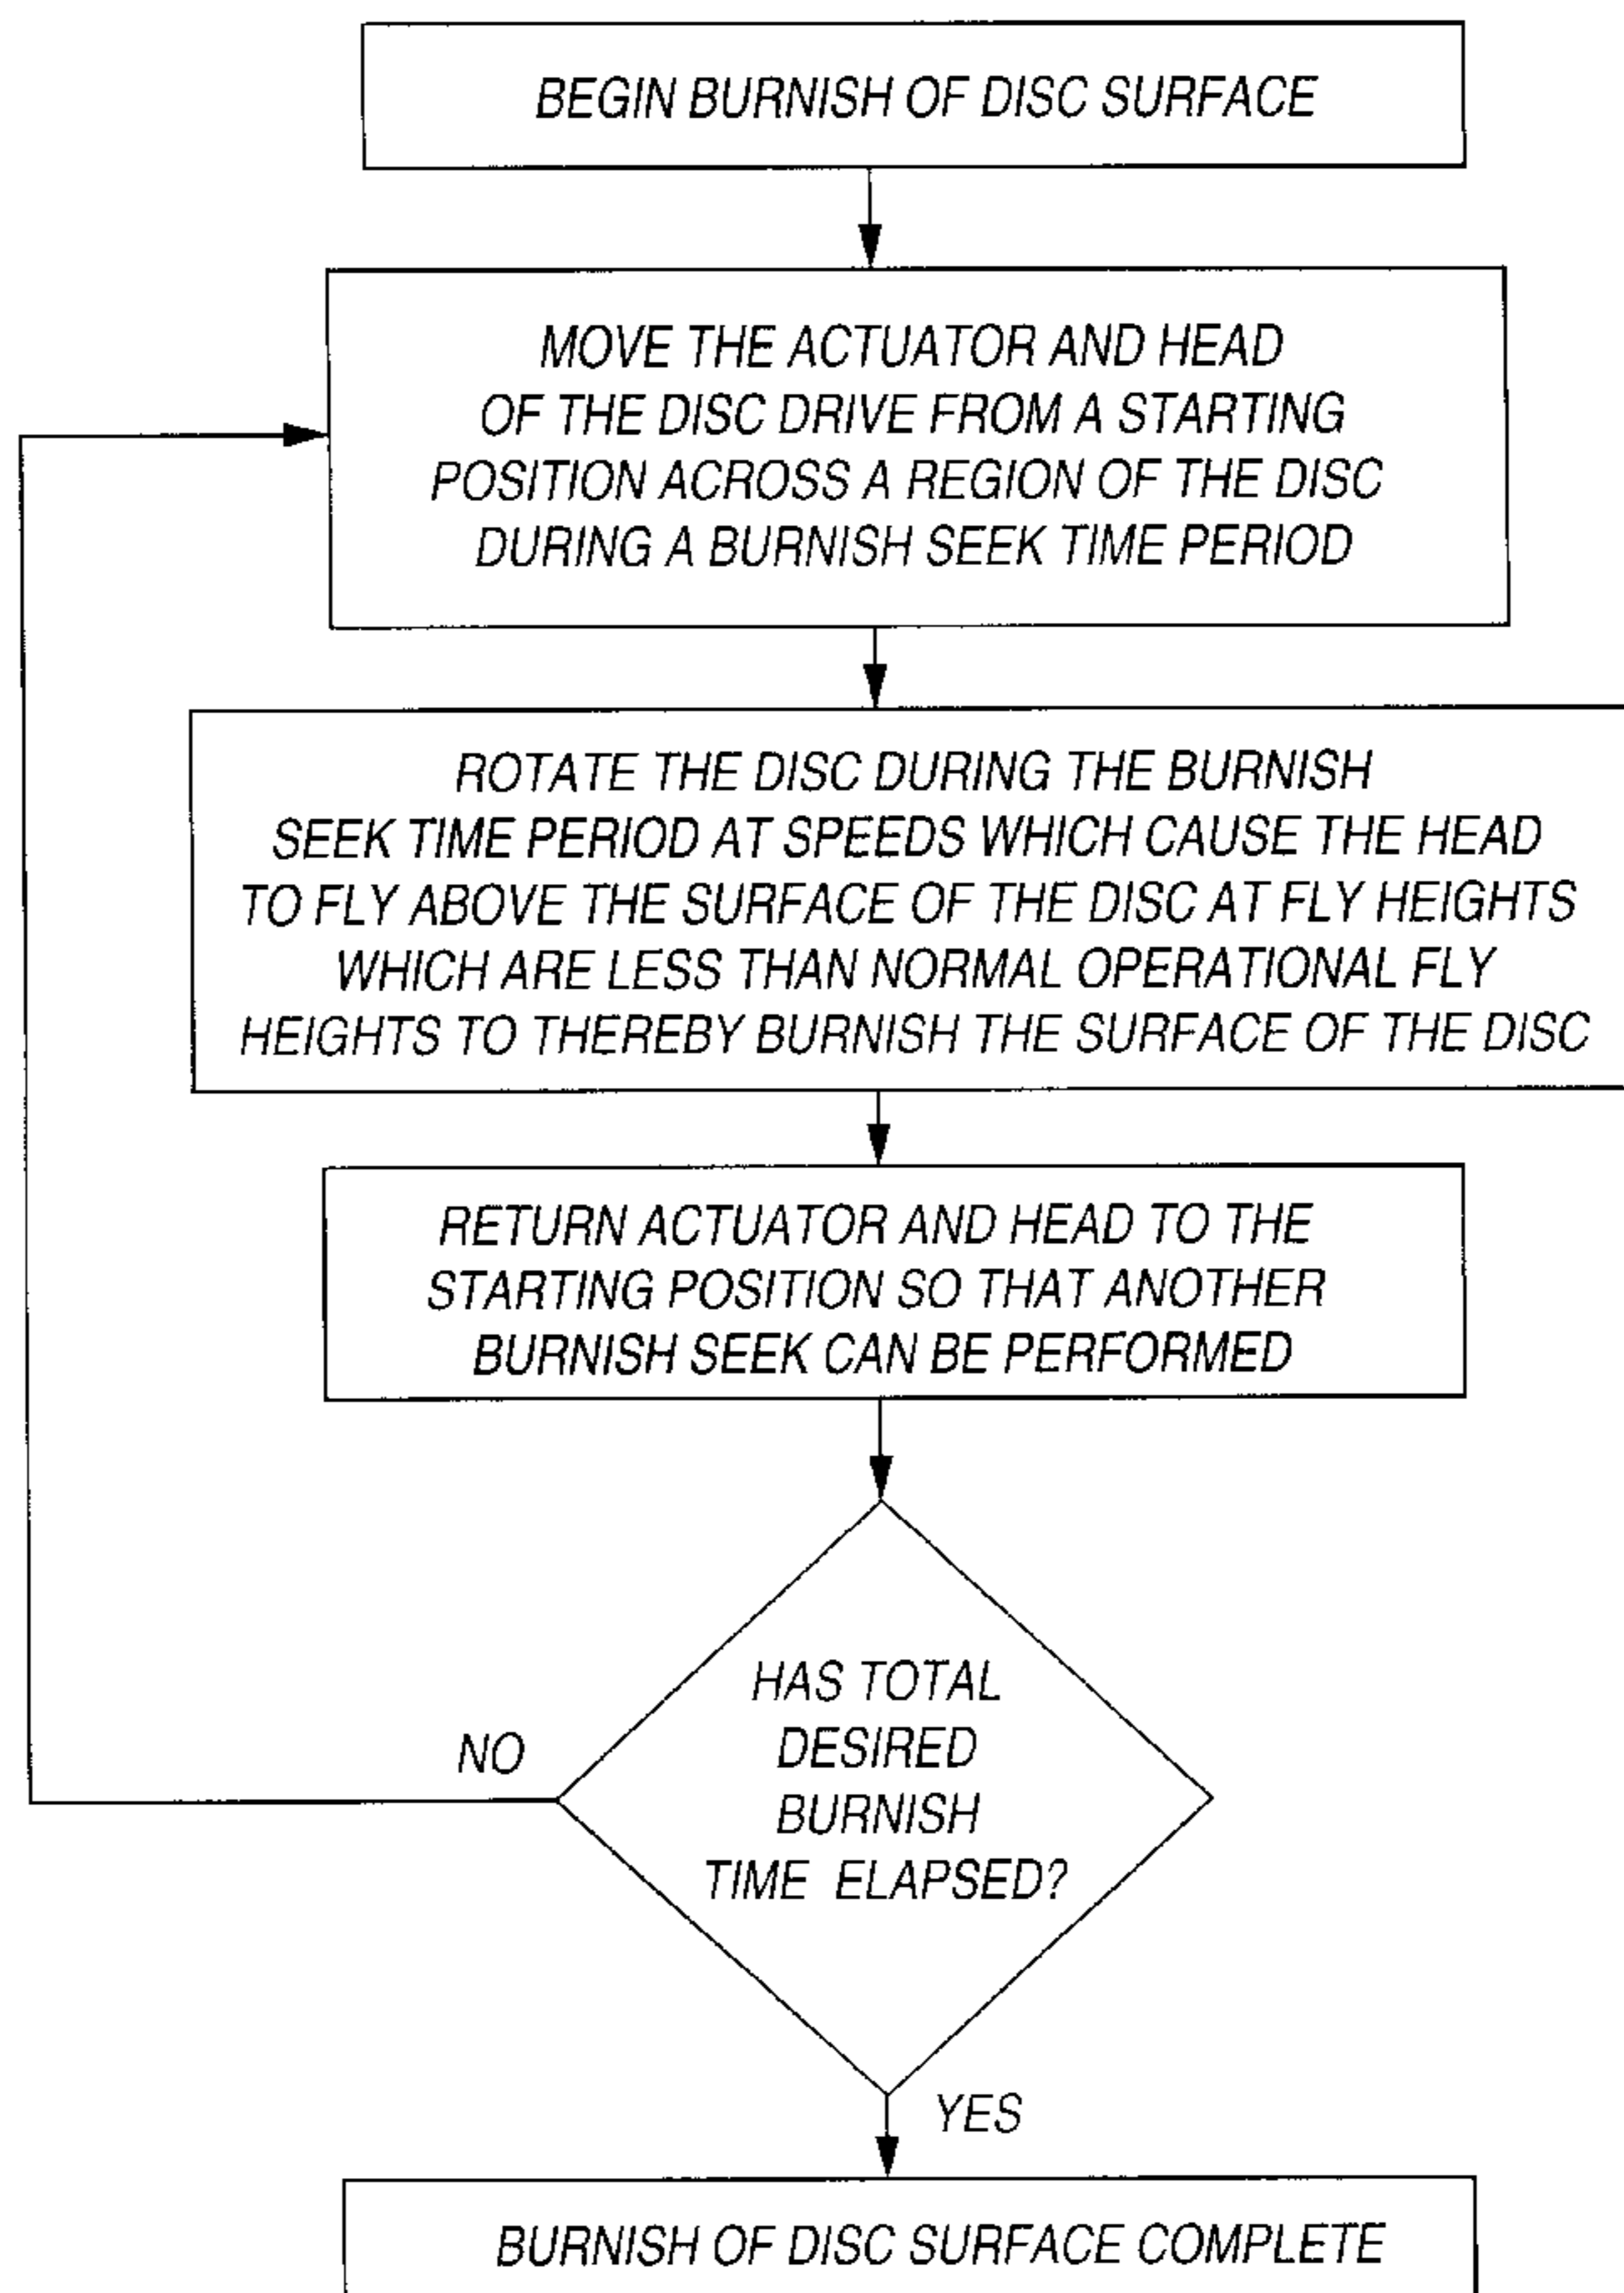 BEGIN BURNISH OF DISC SURFACE
MOVE THE ACTUATOR AND HEAD
OF THE DISC DRIVE FROM A STARTING
POSITION ACROSS A REGION OF THE DISC
DURING A BURNISH SEEK TIME PERIOD
ROTATE THE DISC DURING THE BURNISH
SEEK TIME PERIOD AT SPEEDS WHICH CAUSE THE HEAD
TO FLY ABOVE THE SURFACE OF THE DISC AT FLY HEIGHTS
WHICH ARE LESS THAN NORMAL OPERATIONAL FLY
HEIGHTS TO THEREBY BURNISH THE SURFACE OF THE DISC
RETURN ACTUATOR AND HEAD TO THE
STARTING POSITION SO THAT ANOTHER
BURNISH SEEK CAN BE PERFORMED
HAS TOTAL
DESIRED
BURNISH
TIME ELAPSED?
NO
YES
BURNISH OF DISC SURFACE COMPLETE